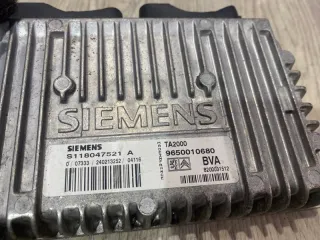 SIEMENS
SIEMENS
S118047521 A
TA2000
9650010680
BVA